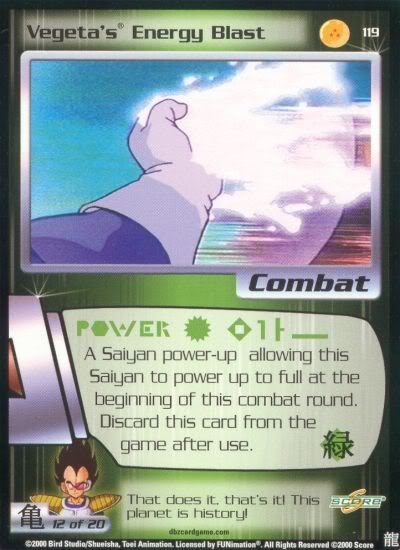 Vegeta's® Energy Blast 119
Combat
POWER
A Saiyan power-up allowing this
Saiyan to power up to full at the
beginning of this combat round.
Discard this card from the
game after use.
緑
亀 12 of 20
That does it, that's it! This
planet is history!
SCORE
dbzcardgame.com
©2000 Bird Studio/Shueisha, Toei Animation. Licensed by FUNimation®. All Rights Reserved ©2000 Score
龍